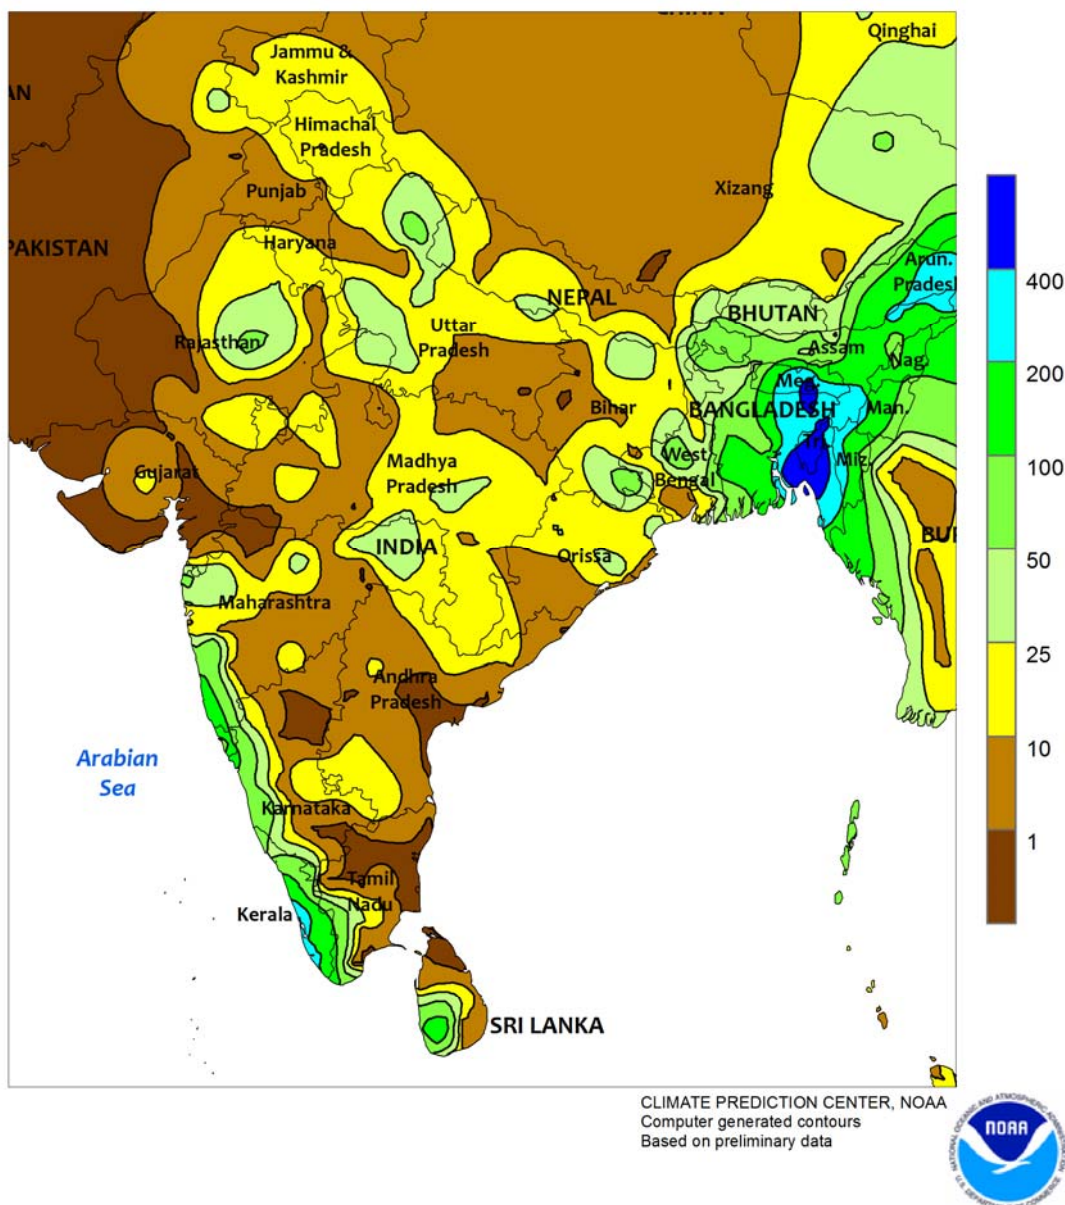 CHINA
Qinghai
Jammu &
Kashmir
AN
Himachal
Pradesh
Punjab
Xizang
Haryana
PAKISTAN
Arun.
Pradesh
NEPAL
BHUTAN
Uttar
Pradesh
Rajasthan
Assam
Nag.
Meg.
Bihar
BANGLADESH
Man.
Tri.
West
Bengal
Miz.
Madhya
Pradesh
Gujarat
INDIA
Orissa
BUR
Maharashtra
Andhra
Pradesh
Arabian
Sea
Karnataka
Tamil
Nadu
Kerala
SRI LANKA
400
200
100
50
25
10
1
CLIMATE PREDICTION CENTER, NOAA
Computer generated contours
Based on preliminary data
NOAA